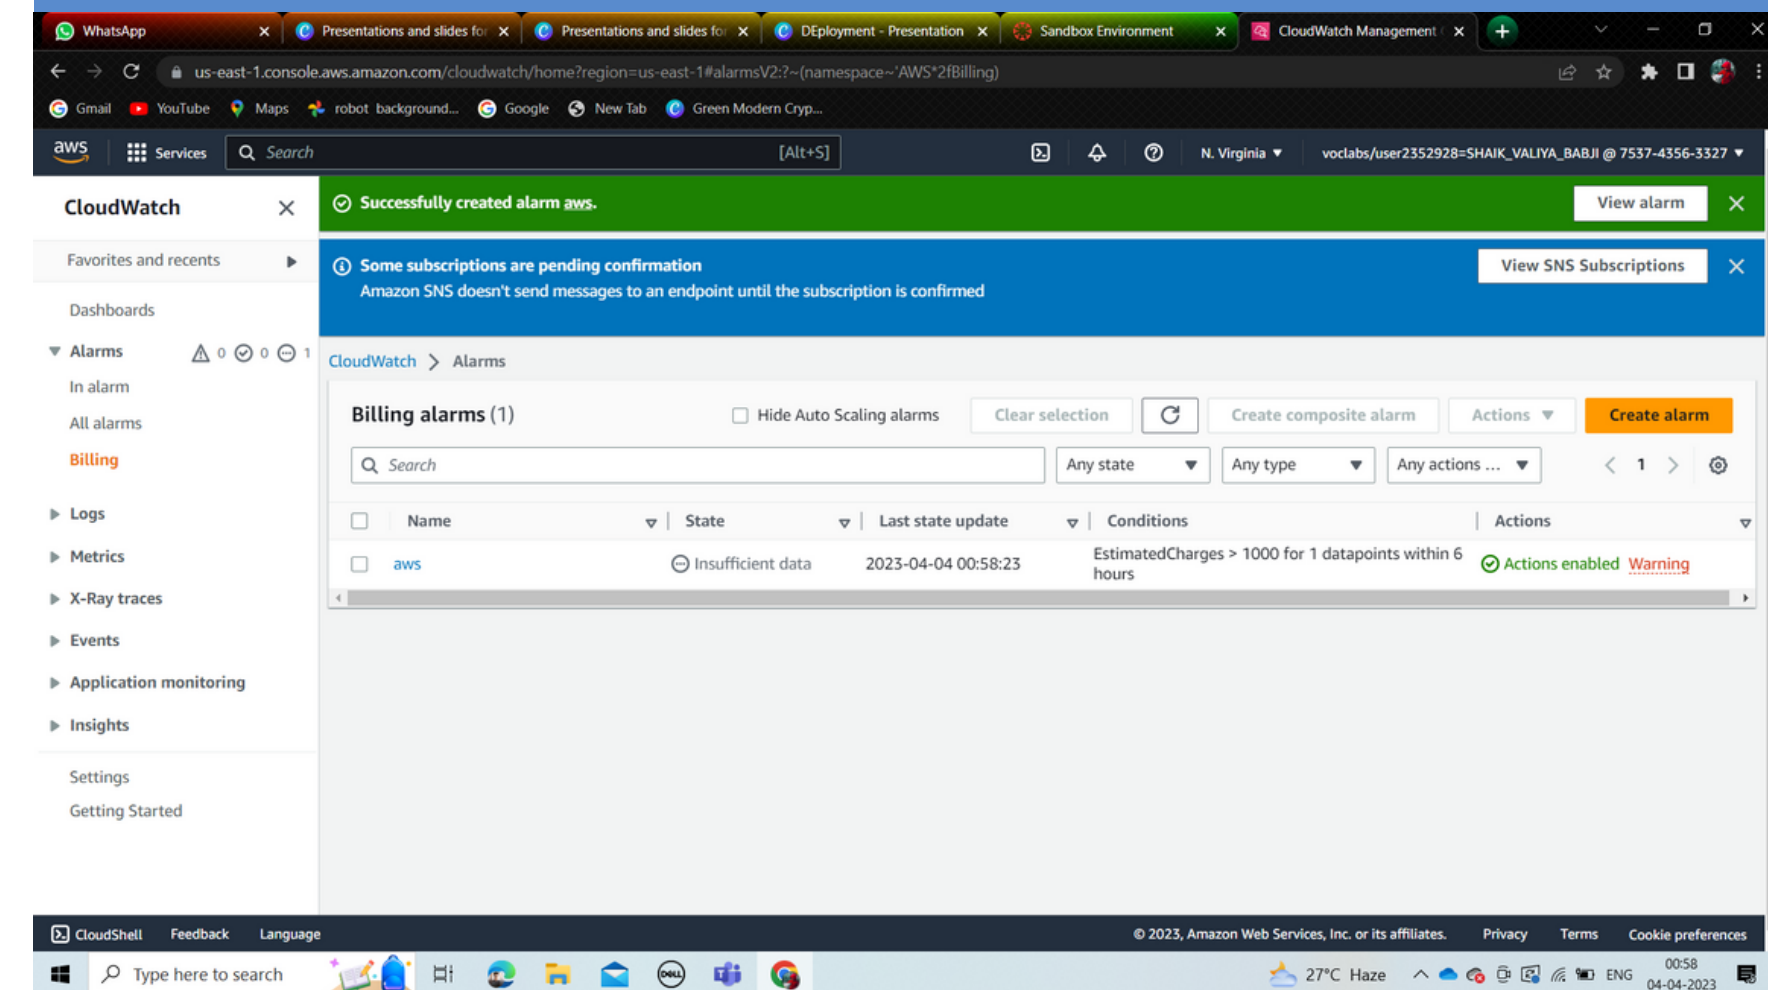 WhatsApp
Presentations and slides for
Presentations and slides for
DEployment - Presentation
Sandbox Environment
CloudWatch Management C
us-east-1.console.aws.amazon.com/cloudwatch/home?region=us-east-1#alarmsV2:?~(namespace~'AWS*2fBilling)
Gmail YouTube Maps robot background... Google New Tab Green Modern Cryp...
aws Services Search [Alt+S] N. Virginia ▼ voclabs/user2352928=SHAIK_VALIYA_BABJI @ 7537-4356-3327 ▼
CloudWatch
Favorites and recents
Dashboards
Alarms 0 0 1
In alarm
All alarms
Billing
Logs
Metrics
X-Ray traces
Events
Application monitoring
Insights
Settings
Getting Started
Successfully created alarm aws.
View alarm
Some subscriptions are pending confirmation
Amazon SNS doesn't send messages to an endpoint until the subscription is confirmed
View SNS Subscriptions
CloudWatch > Alarms
Billing alarms (1)
Hide Auto Scaling alarms
Clear selection
Create composite alarm
Actions ▼
Create alarm
Search
Any state
Any type
Any actions ...
< 1 >
Name State Last state update Conditions Actions
aws Insufficient data 2023-04-04 00:58:23 EstimatedCharges > 1000 for 1 datapoints within 6
hours
Actions enabled Warning
CloudShell Feedback Language © 2023, Amazon Web Services, Inc. or its affiliates. Privacy Terms Cookie preferences
Type here to search
DELL
27°C Haze
ENG
00:58
04-04-2023